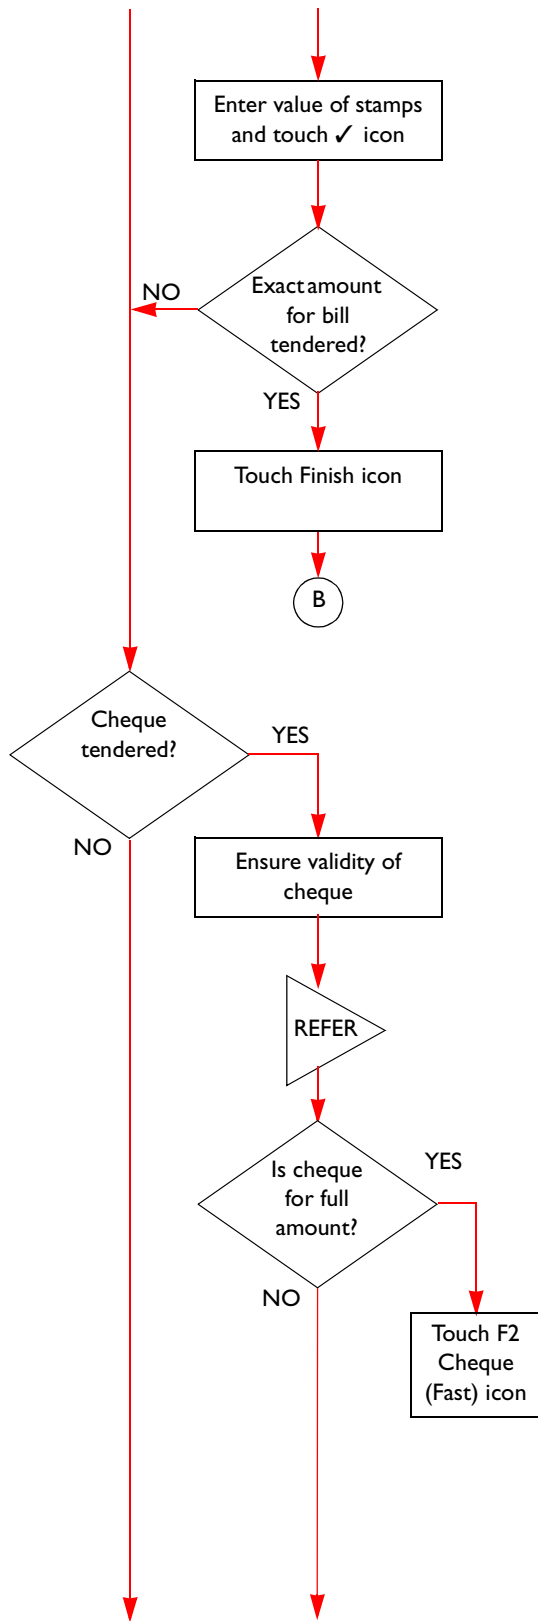 Enter value of stamps
and touch ✓ icon
NO
Exact amount
for bill
tendered?
YES
Touch Finish icon
B
Cheque
tendered?
YES
NO
Ensure validity of
cheque
REFER
Is cheque
for full
amount?
YES
NO
Touch F2
Cheque
(Fast) icon